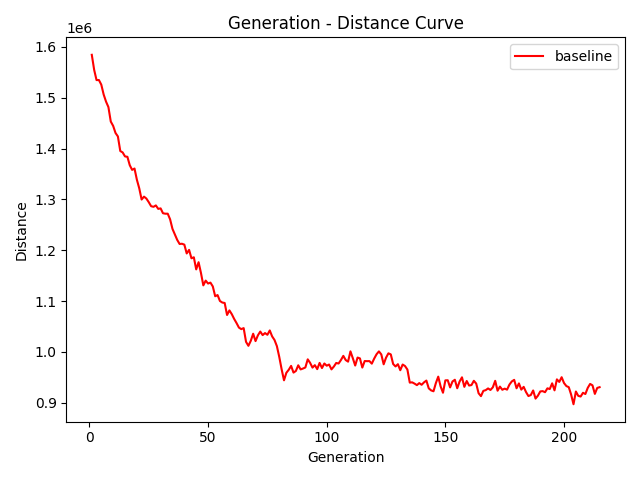 Generation - Distance Curve
1e6
baseline
1.6
1.5
1.4
1.3
1.2
1.1
1.0
0.9
Distance
0 50 100 150 200
Generation